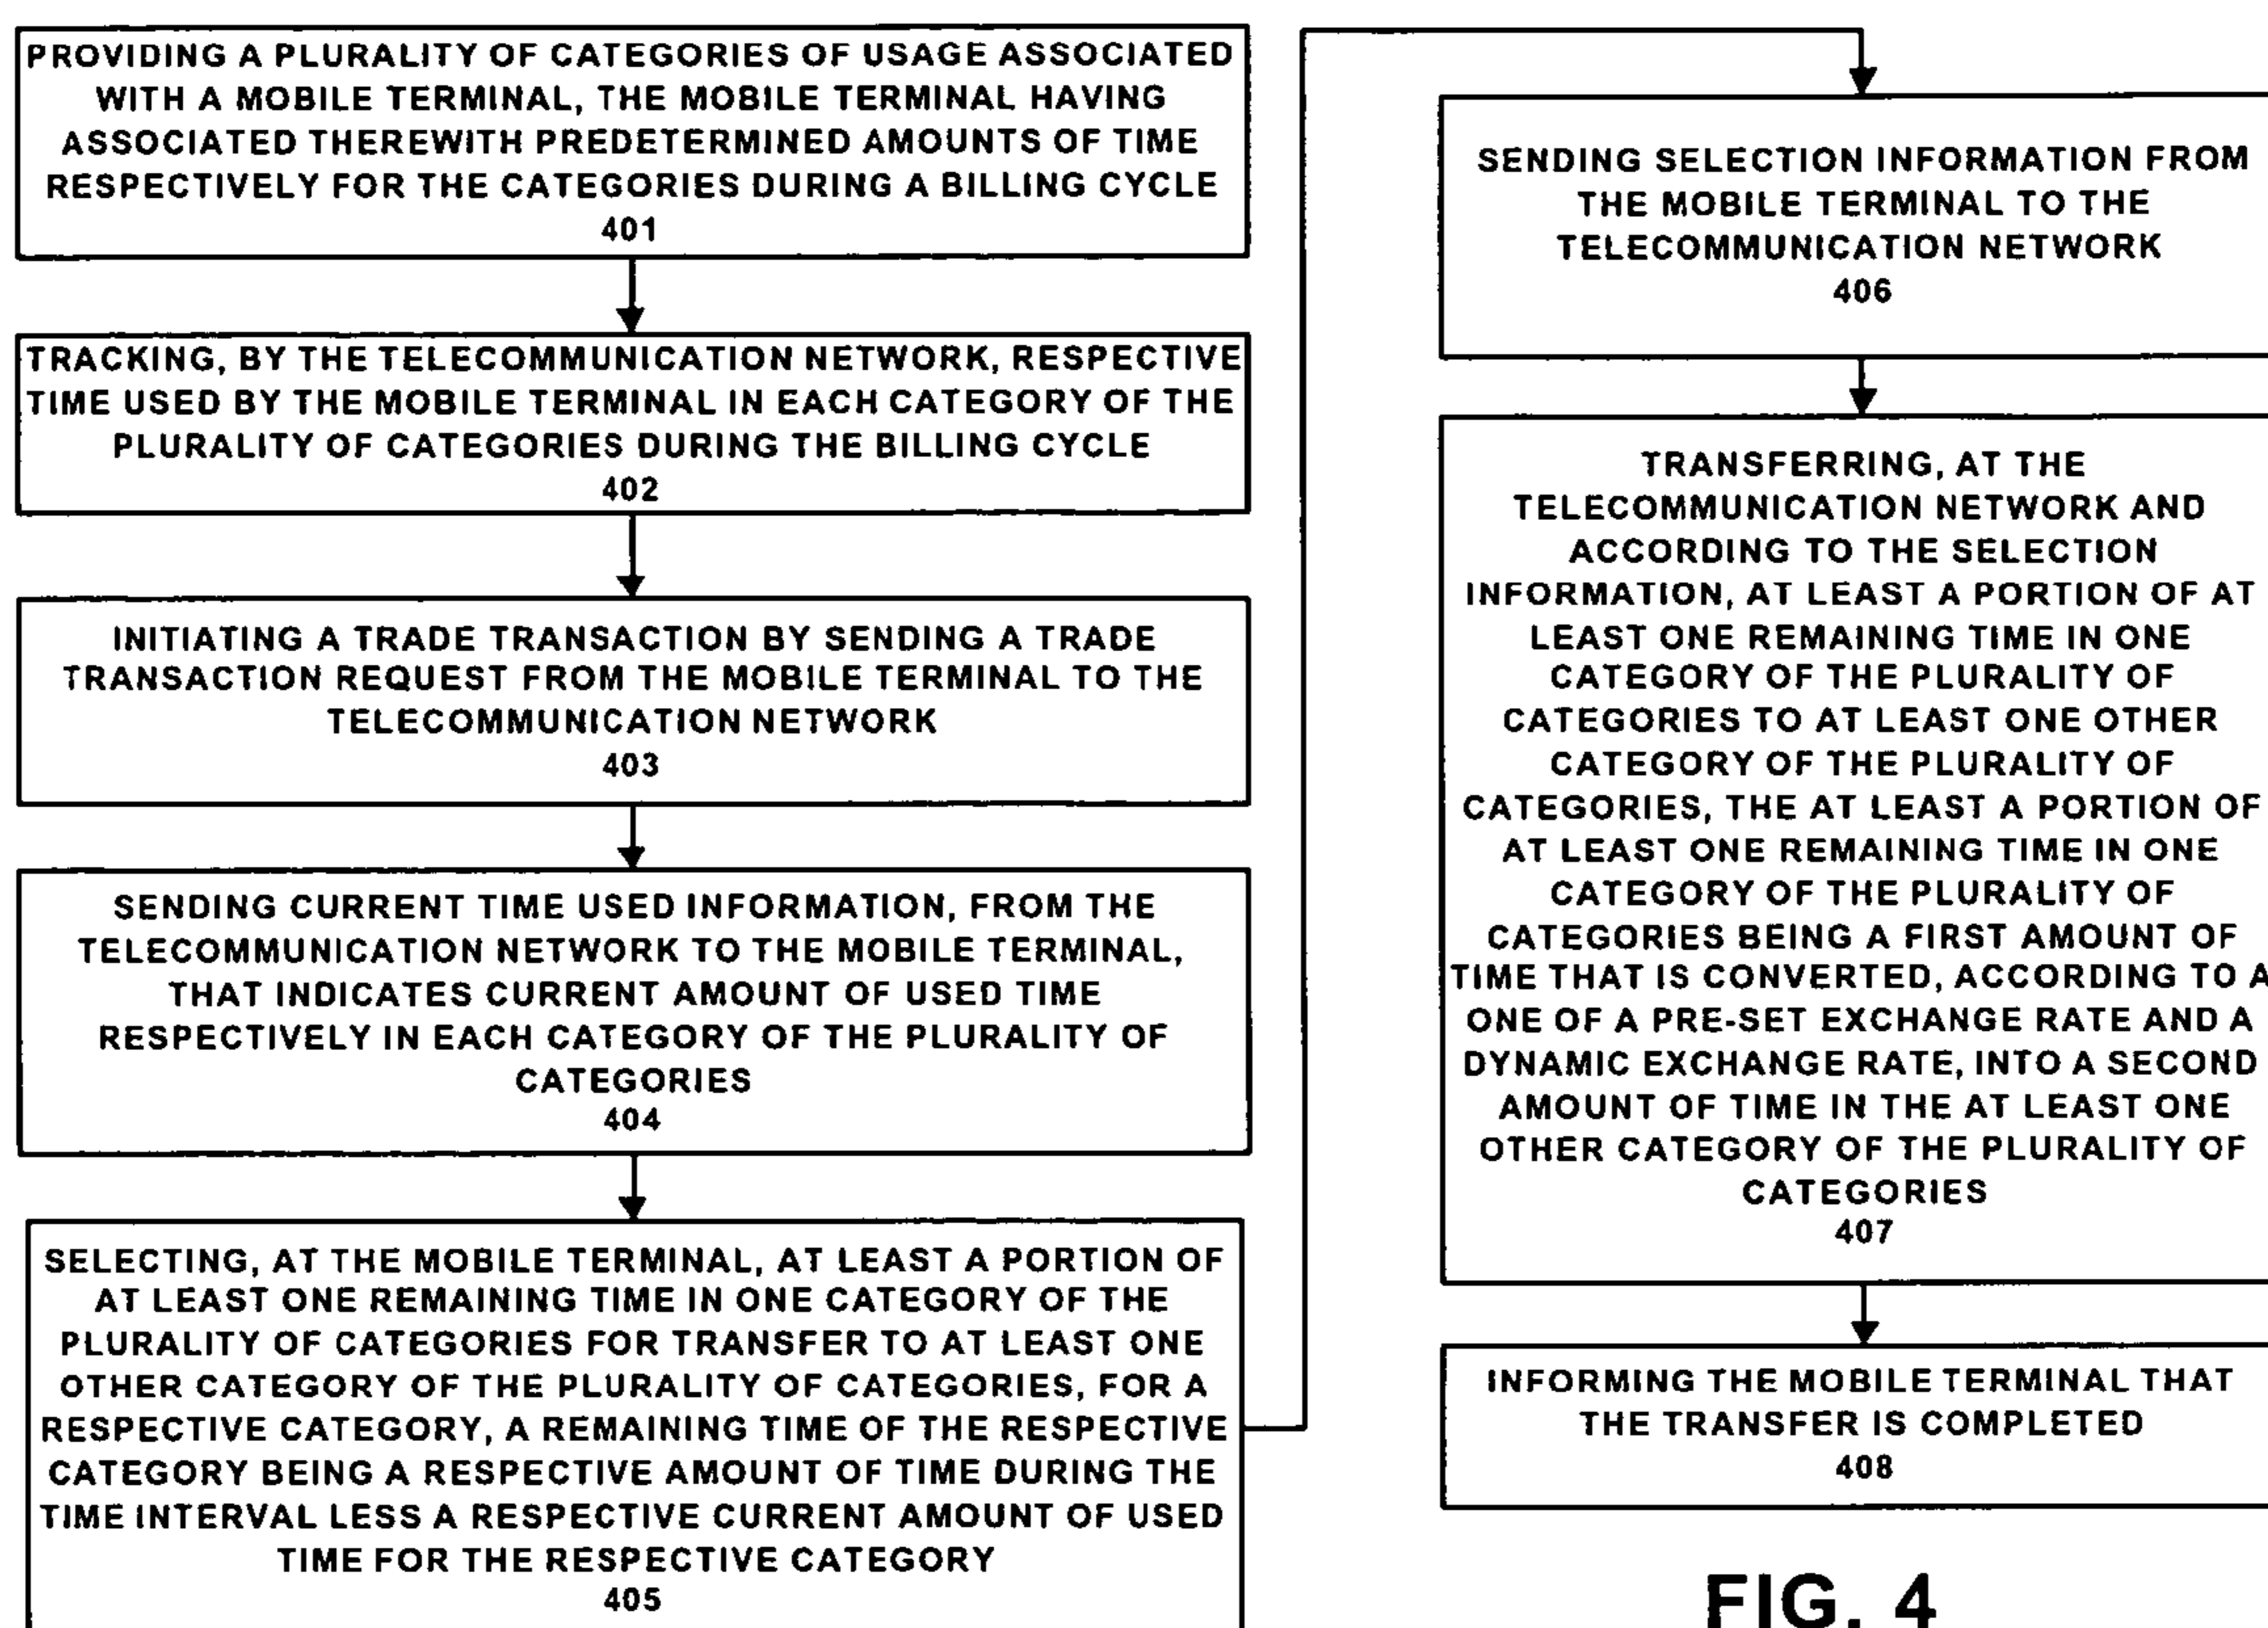 PROVIDING A PLURALITY OF CATEGORIES OF USAGE ASSOCIATED
WITH A MOBILE TERMINAL, THE MOBILE TERMINAL HAVING
ASSOCIATED THEREWITH PREDETERMINED AMOUNTS OF TIME
RESPECTIVELY FOR THE CATEGORIES DURING A BILLING CYCLE
401
TRACKING, BY THE TELECOMMUNICATION NETWORK, RESPECTIVE
TIME USED BY THE MOBILE TERMINAL IN EACH CATEGORY OF THE
PLURALITY OF CATEGORIES DURING THE BILLING CYCLE
402
INITIATING A TRADE TRANSACTION BY SENDING A TRADE
TRANSACTION REQUEST FROM THE MOBILE TERMINAL TO THE
TELECOMMUNICATION NETWORK
403
SENDING CURRENT TIME USED INFORMATION, FROM THE
TELECOMMUNICATION NETWORK TO THE MOBILE TERMINAL,
THAT INDICATES CURRENT AMOUNT OF USED TIME
RESPECTIVELY IN EACH CATEGORY OF THE PLURALITY OF
CATEGORIES
404
SELECTING, AT THE MOBILE TERMINAL, AT LEAST A PORTION OF
AT LEAST ONE REMAINING TIME IN ONE CATEGORY OF THE
PLURALITY OF CATEGORIES FOR TRANSFER TO AT LEAST ONE
OTHER CATEGORY OF THE PLURALITY OF CATEGORIES, FOR A
RESPECTIVE CATEGORY, A REMAINING TIME OF THE RESPECTIVE
CATEGORY BEING A RESPECTIVE AMOUNT OF TIME DURING THE
TIME INTERVAL LESS A RESPECTIVE CURRENT AMOUNT OF USED
TIME FOR THE RESPECTIVE CATEGORY
405
SENDING SELECTION INFORMATION FROM
THE MOBILE TERMINAL TO THE
TELECOMMUNICATION NETWORK
406
TRANSFERRING, AT THE
TELECOMMUNICATION NETWORK AND
ACCORDING TO THE SELECTION
INFORMATION, AT LEAST A PORTION OF AT
LEAST ONE REMAINING TIME IN ONE
CATEGORY OF THE PLURALITY OF
CATEGORIES TO AT LEAST ONE OTHER
CATEGORY OF THE PLURALITY OF
CATEGORIES, THE AT LEAST A PORTION OF
AT LEAST ONE REMAINING TIME IN ONE
CATEGORY OF THE PLURALITY OF
CATEGORIES BEING A FIRST AMOUNT OF
TIME THAT IS CONVERTED, ACCORDING TO A
ONE OF A PRE-SET EXCHANGE RATE AND A
DYNAMIC EXCHANGE RATE, INTO A SECOND
AMOUNT OF TIME IN THE AT LEAST ONE
OTHER CATEGORY OF THE PLURALITY OF
CATEGORIES
407
INFORMING THE MOBILE TERMINAL THAT
THE TRANSFER IS COMPLETED
408
FIG. 4